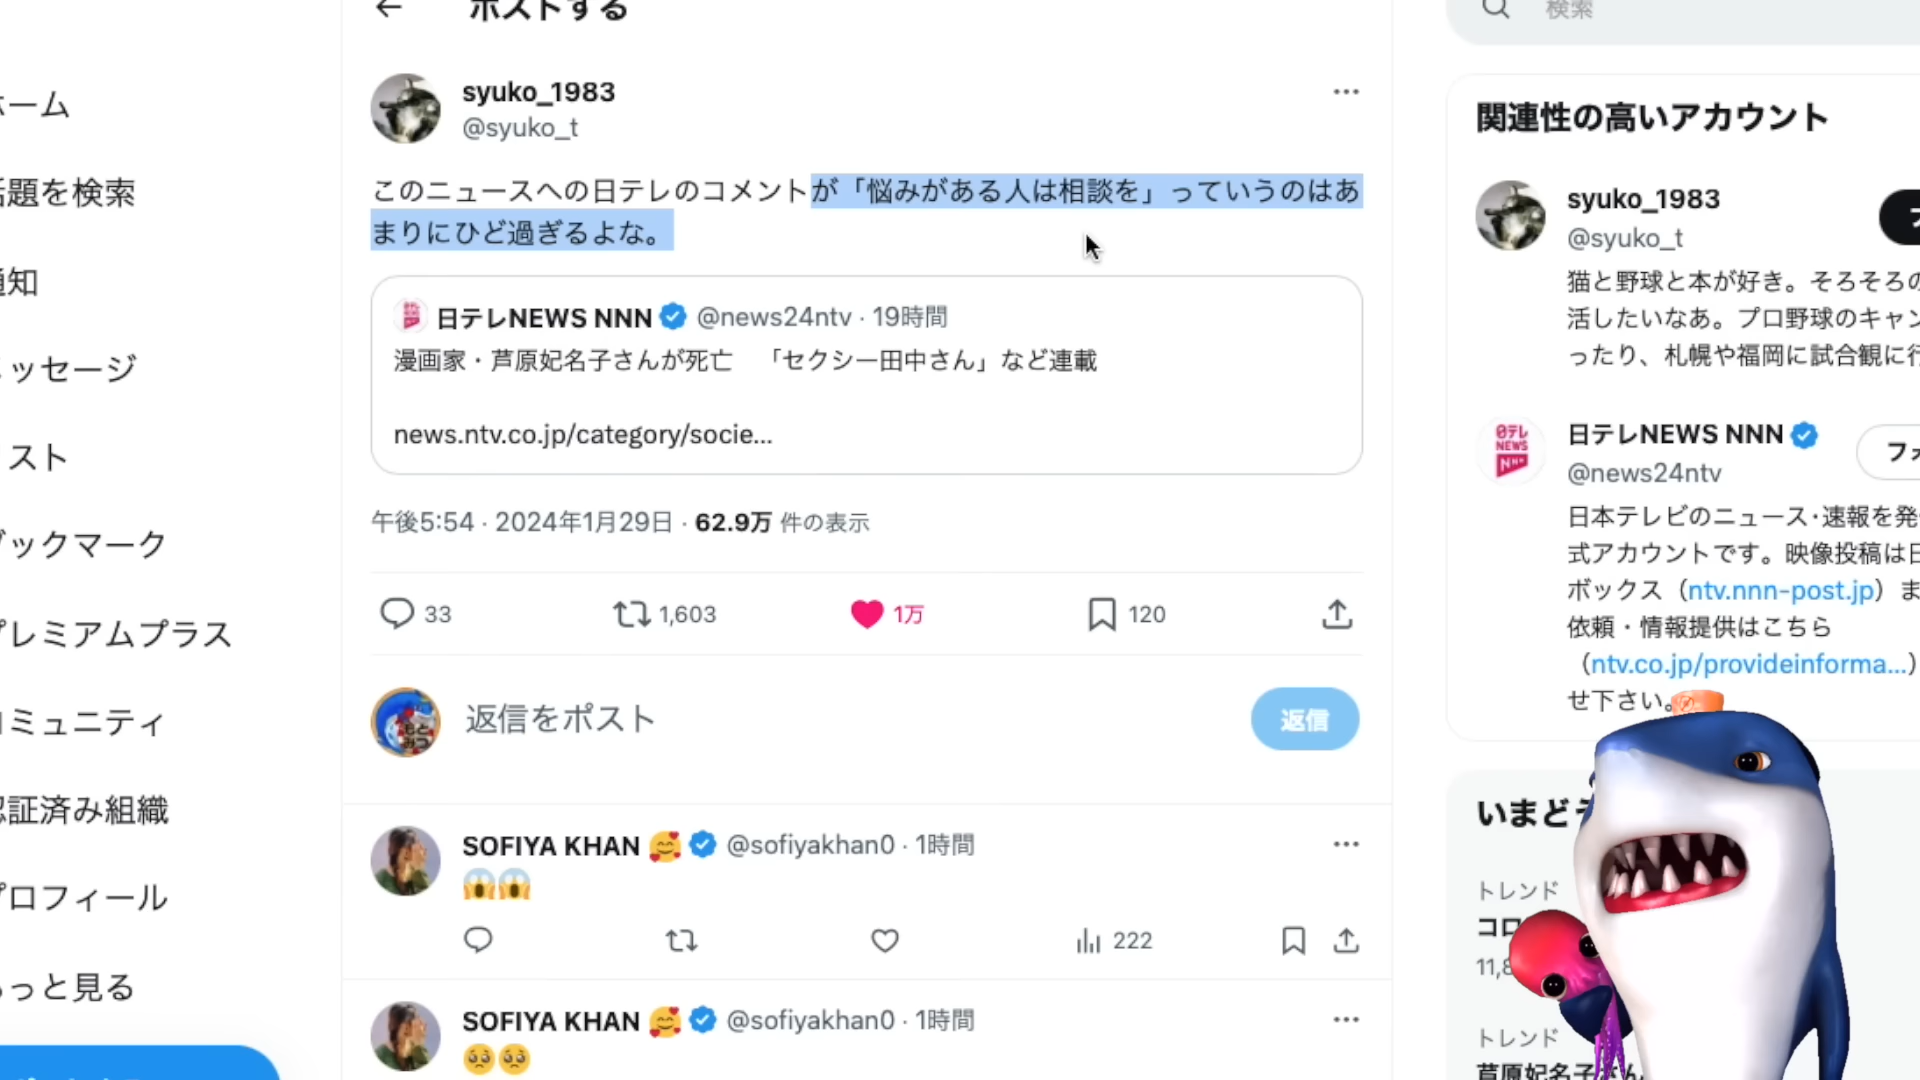 ポストする
検索
ホーム
話題を検索
通知
メッセージ
リスト
ブックマーク
プレミアムプラス
コミュニティ
認証済み組織
プロフィール
もっと見る
syuko_1983
@syuko_t
このニュースへの日テレのコメントが「悩みがある人は相談を」っていうのはあ
まりにひど過ぎるよな。
日テレNEWS NNN @news24ntv · 19時間
漫画家・芦原妃名子さんが死亡　「セクシー田中さん」など連載
news.ntv.co.jp/category/socie...
午後5:54 · 2024年1月29日 · 62.9万 件の表示
33 1,603 1万 120
返信をポスト
返信
SOFIYA KHAN 🥰 @sofiyakhan0 · 1時間
😱😱
222
SOFIYA KHAN 🥰 @sofiyakhan0 · 1時間
🥺🥺
関連性の高いアカウント
syuko_1983
@syuko_t
フ
猫と野球と本が好き。そろそろの
活したいなあ。プロ野球のキャン
ったり、札幌や福岡に試合観に行
日テレ
NEWS
NNN
日テレNEWS NNN
@news24ntv
フォ
日本テレビのニュース・速報を発
式アカウントです。映像投稿は日
ボックス（ntv.nnn-post.jp）ま
依頼・情報提供はこちら
（ntv.co.jp/provideinforma...）
せ下さい。
いまどう
トレンド
コロ
11,8
トレンド
芦原妃名子さん